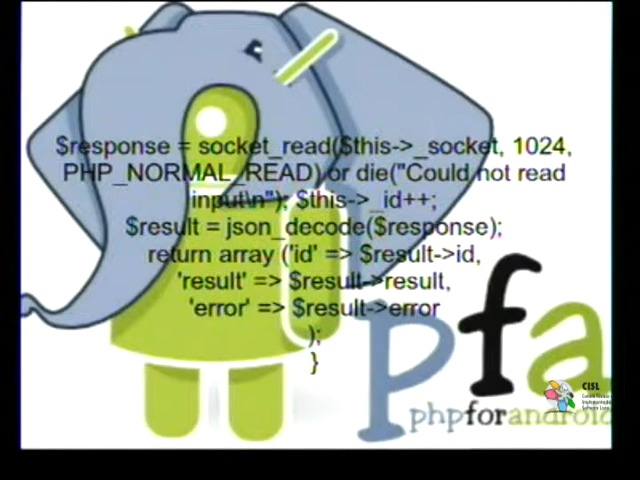 $response = socket_read($this->_socket, 1024,
PHP_NORMAL_READ) or die("Could not read
input\n"); $this->_id++;
$result = json_decode($response);
return array ('id' => $result->id,
'result' => $result->result,
'error' => $result->error
);
}
pfa
phpforandroid
CISL